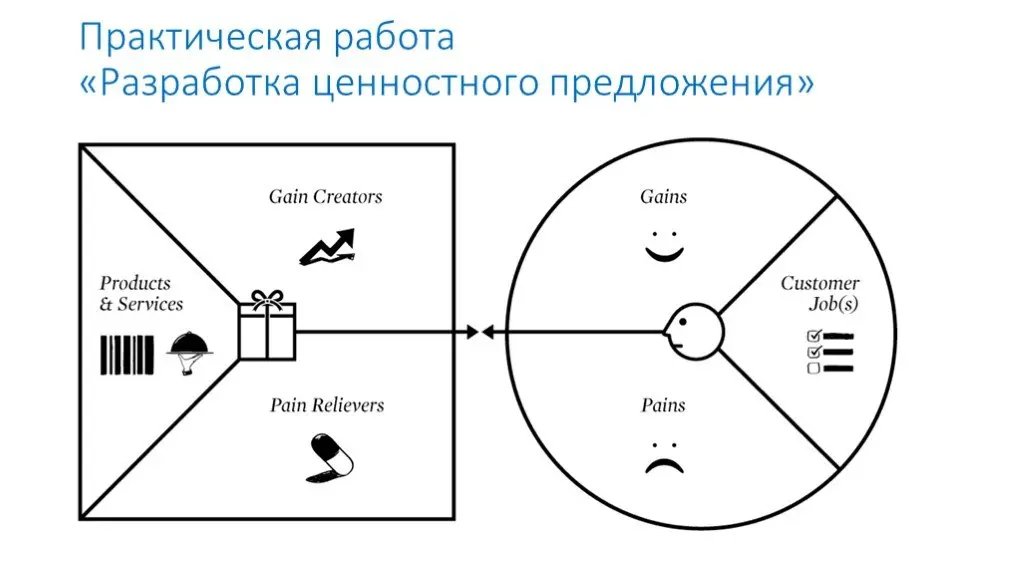 Практическая работа
«Разработка ценностного предложения»
Gain Creators
Products
& Services
Pain Relievers
Gains
Customer
Job(s)
Pains